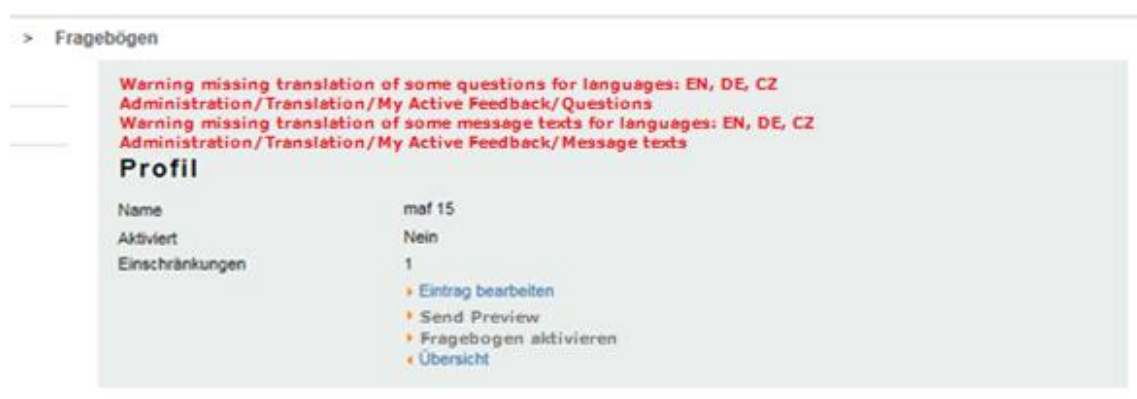 > Fragebögen
Warning missing translation of some questions for languages: EN, DE, CZ
Administration/Translation/My Active Feedback/Questions
Warning missing translation of some message texts for languages: EN, DE, CZ
Administration/Translation/My Active Feedback/Message texts
Profil
Name maf 15
Aktiviert Nein
Einschränkungen 1
Eintrag bearbeiten
Send Preview
Fragebogen aktivieren
Übersicht